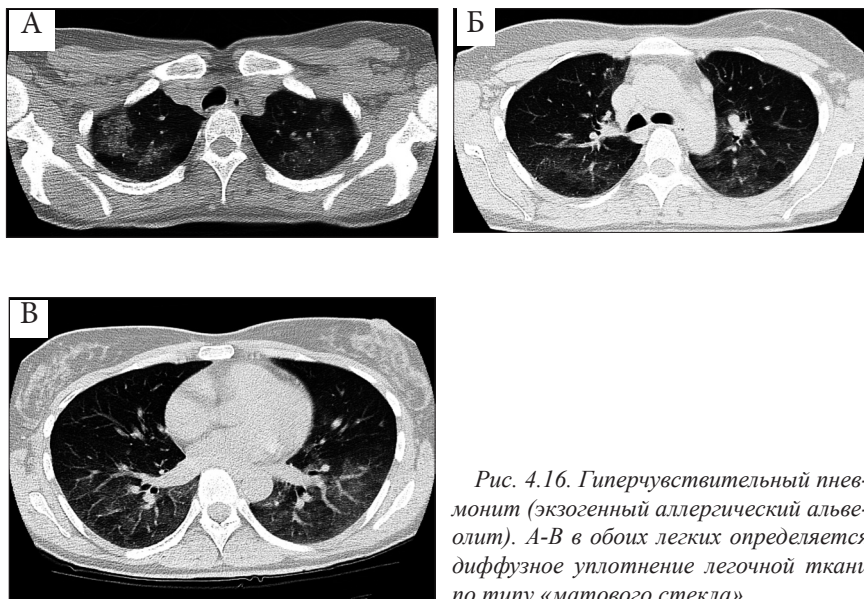 А
Б
В
Рис. 4.16. Гиперчувствительный пнев-
монит (экзогенный аллергический альве-
олит). А-В в обоих легких определяется
диффузное уплотнение легочной ткани
по типу «матового стекла»